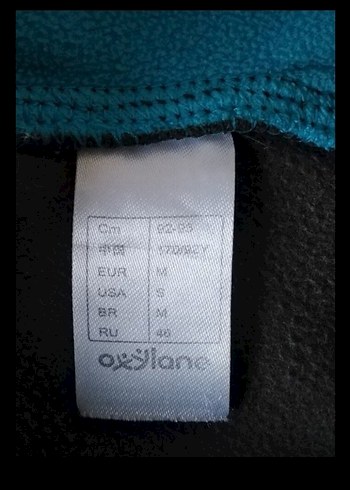 Cm 92-93
中国 170/92Y
EUR M
USA S
BR M
RU 46
oxylane